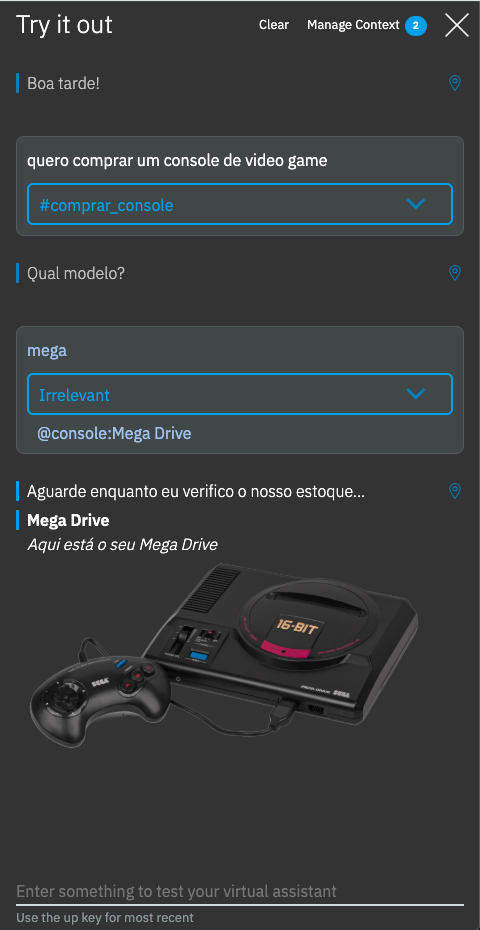 Try it out
Clear
Manage Context
2
Boa tarde!
quero comprar um console de video game
#comprar_console
Qual modelo?
mega
Irrelevant
@console:Mega Drive
Aguarde enquanto eu verifico o nosso estoque...
Mega Drive
Aqui está o seu Mega Drive
16-BIT
SEGA
MEGA DRIVE SEGA
Enter something to test your virtual assistant
Use the up key for most recent